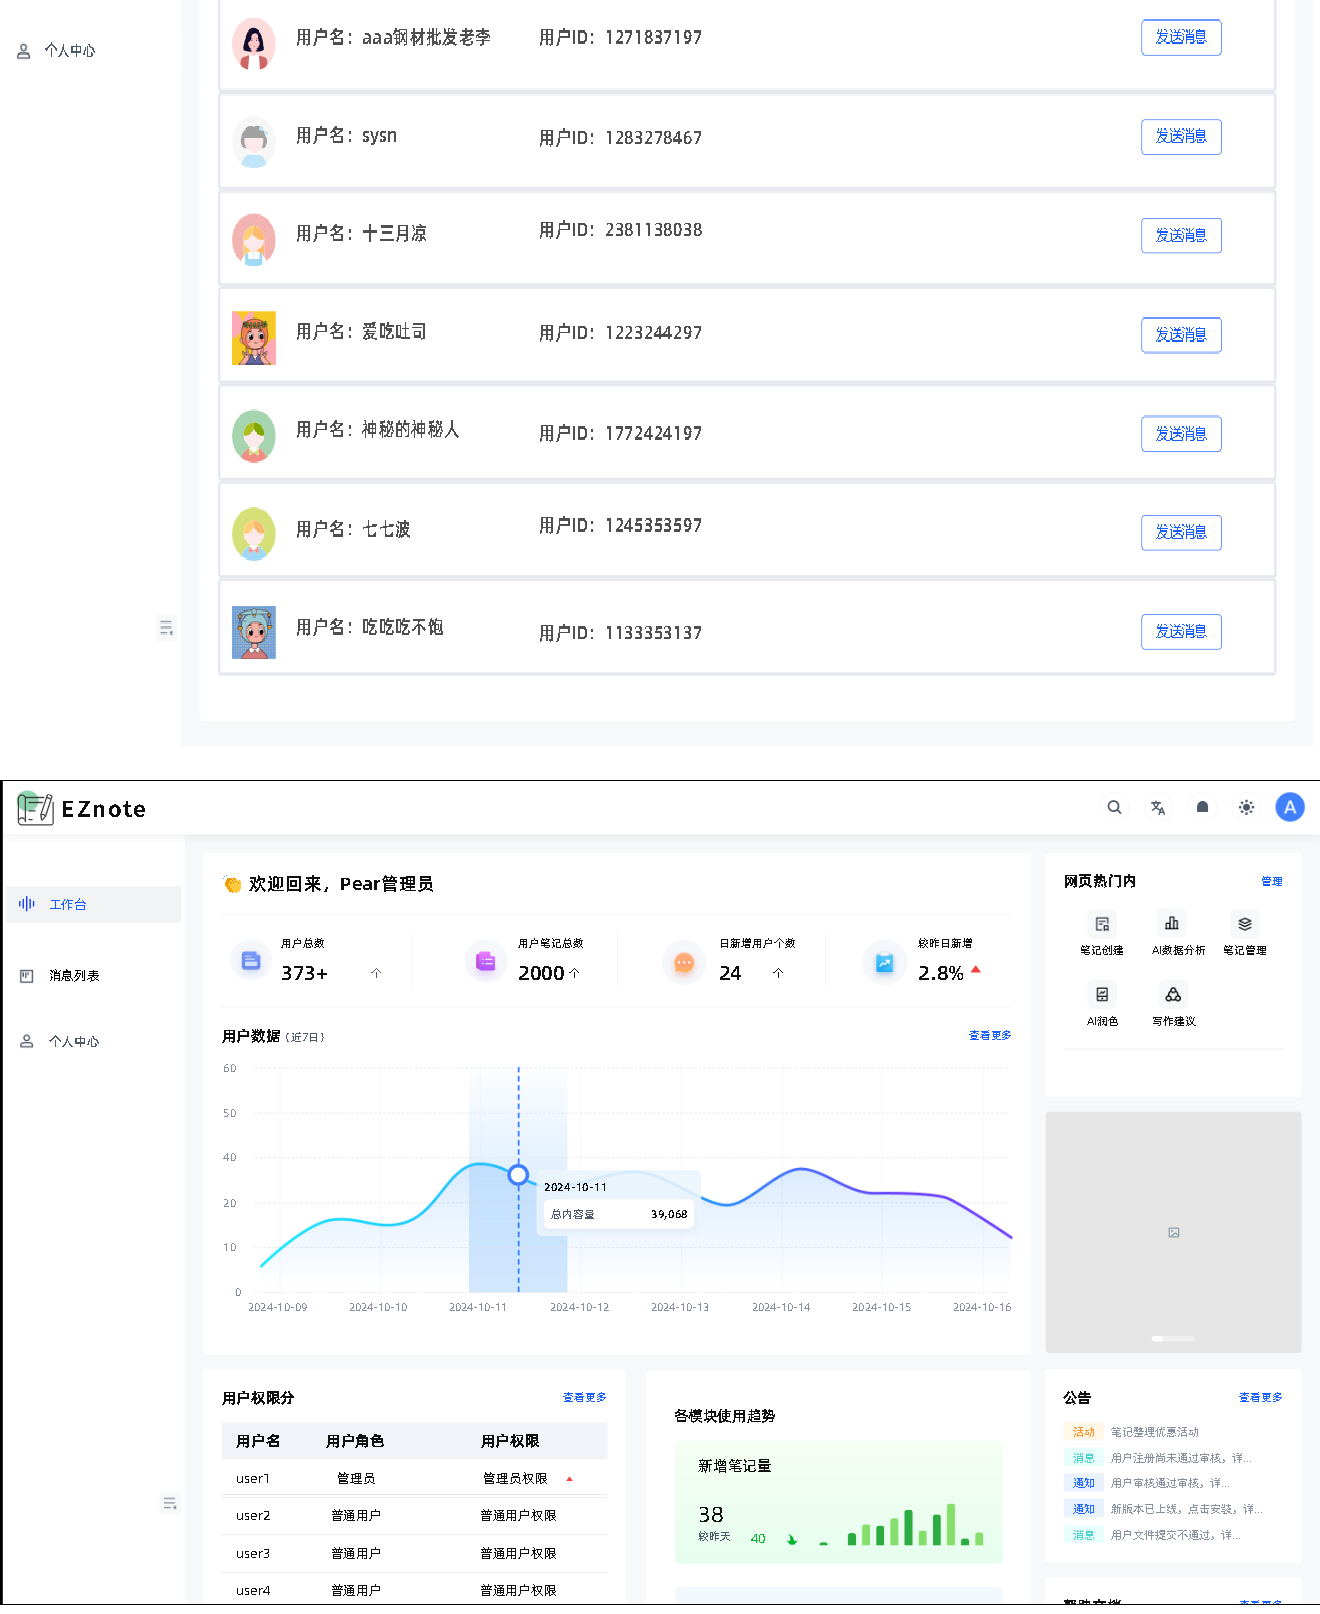 个人中心
用户名：aaa钢材批发老李 用户ID：1271837197 发送消息
用户名：sysn 用户ID：1283278467 发送消息
用户名：十三月凉 用户ID：2381138038 发送消息
用户名：爱吃吐司 用户ID：1223244297 发送消息
用户名：神秘的神秘人 用户ID：1772424197 发送消息
用户名：七七波 用户ID：1245353597 发送消息
用户名：吃吃吃不饱 用户ID：1133353137 发送消息
EZnote
A
工作台
消息列表
个人中心
欢迎回来，Pear管理员
用户总数
373+ 个
用户笔记总数
2000 个
日新增用户个数
24 个
较昨日新增
2.8%
用户数据（近7日）
查看更多
60
50
40
20
10
0
2024-10-11
总内容量 39,068
2024-10-09 2024-10-10 2024-10-11 2024-10-12 2024-10-13 2024-10-14 2024-10-15 2024-10-16
网页热门内
管理
笔记创建 AI数据分析 笔记管理
AI润色 写作建议
用户权限分
查看更多
用户名 用户角色 用户权限
user1 管理员 管理员权限
user2 普通用户 普通用户权限
user3 普通用户 普通用户权限
user4 普通用户 普通用户权限
各模块使用趋势
新增笔记量
38
较昨天 40
公告
查看更多
活动 笔记整理优惠活动
消息 用户注册尚未通过审核，详...
通知 用户审核通过审核，详...
通知 新版本已上线，点击安装，详...
消息 用户文件提交不通过，详...
帮助文档
查看更多